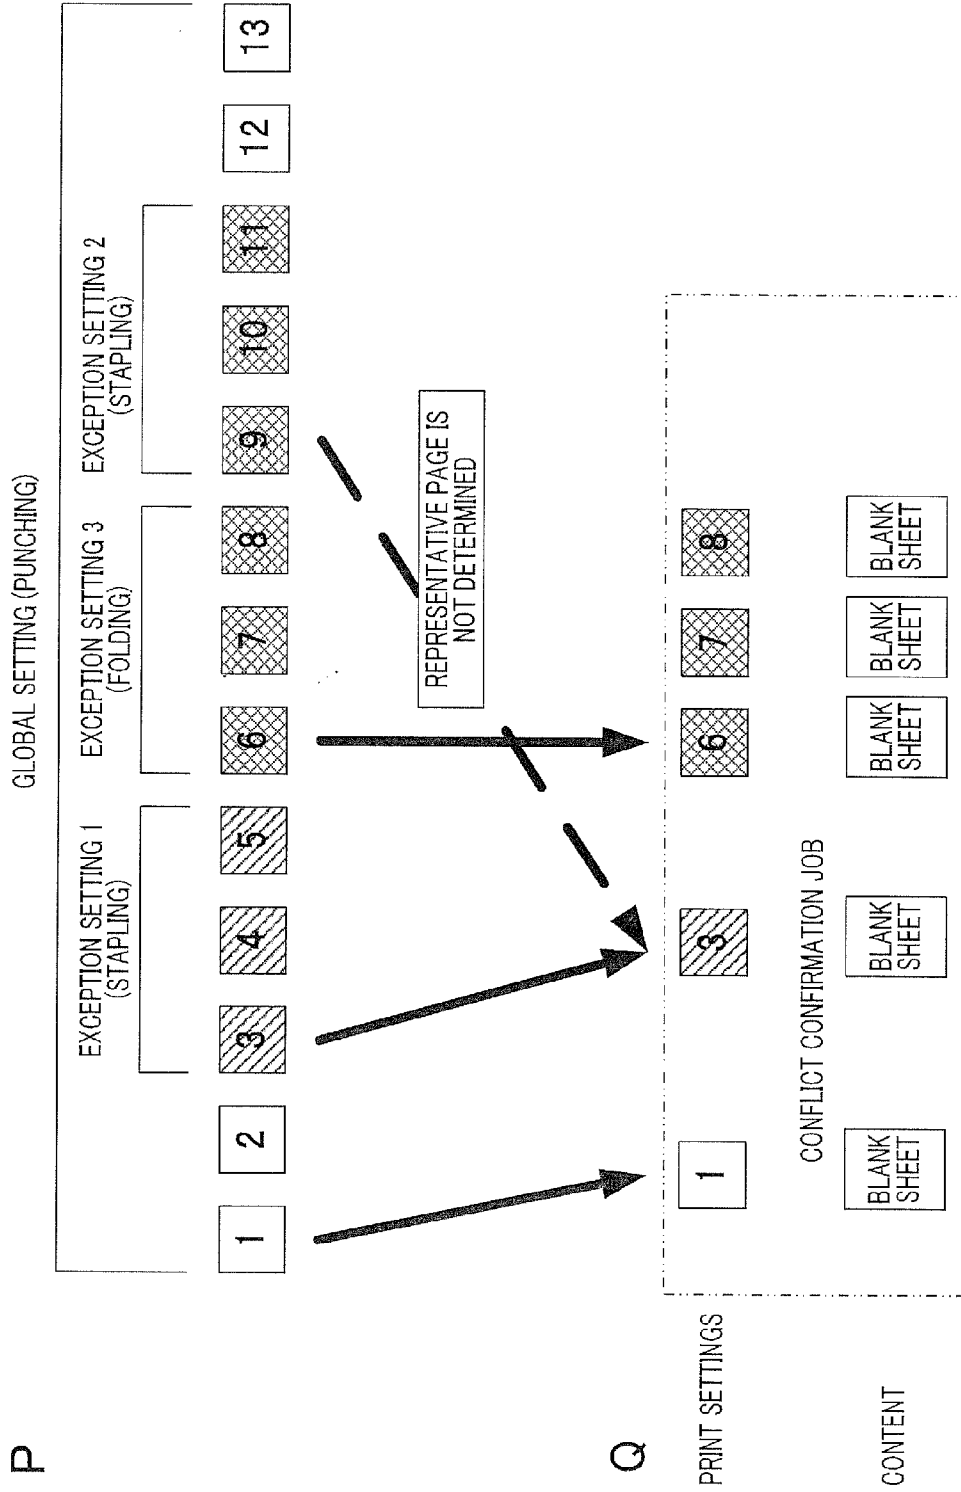 P
GLOBAL SETTING (PUNCHING)
EXCEPTION SETTING 1
(STAPLING)
EXCEPTION SETTING 3
(FOLDING)
EXCEPTION SETTING 2
(STAPLING)
1 2 3 4 5 6 7 8 9 10 11 12 13
REPRESENTATIVE PAGE IS
NOT DETERMINED
Q
PRINT SETTINGS
1 3 6 7 8
CONFLICT CONFIRMATION JOB
CONTENT
BLANK
SHEET
BLANK
SHEET
BLANK
SHEET
BLANK
SHEET
BLANK
SHEET